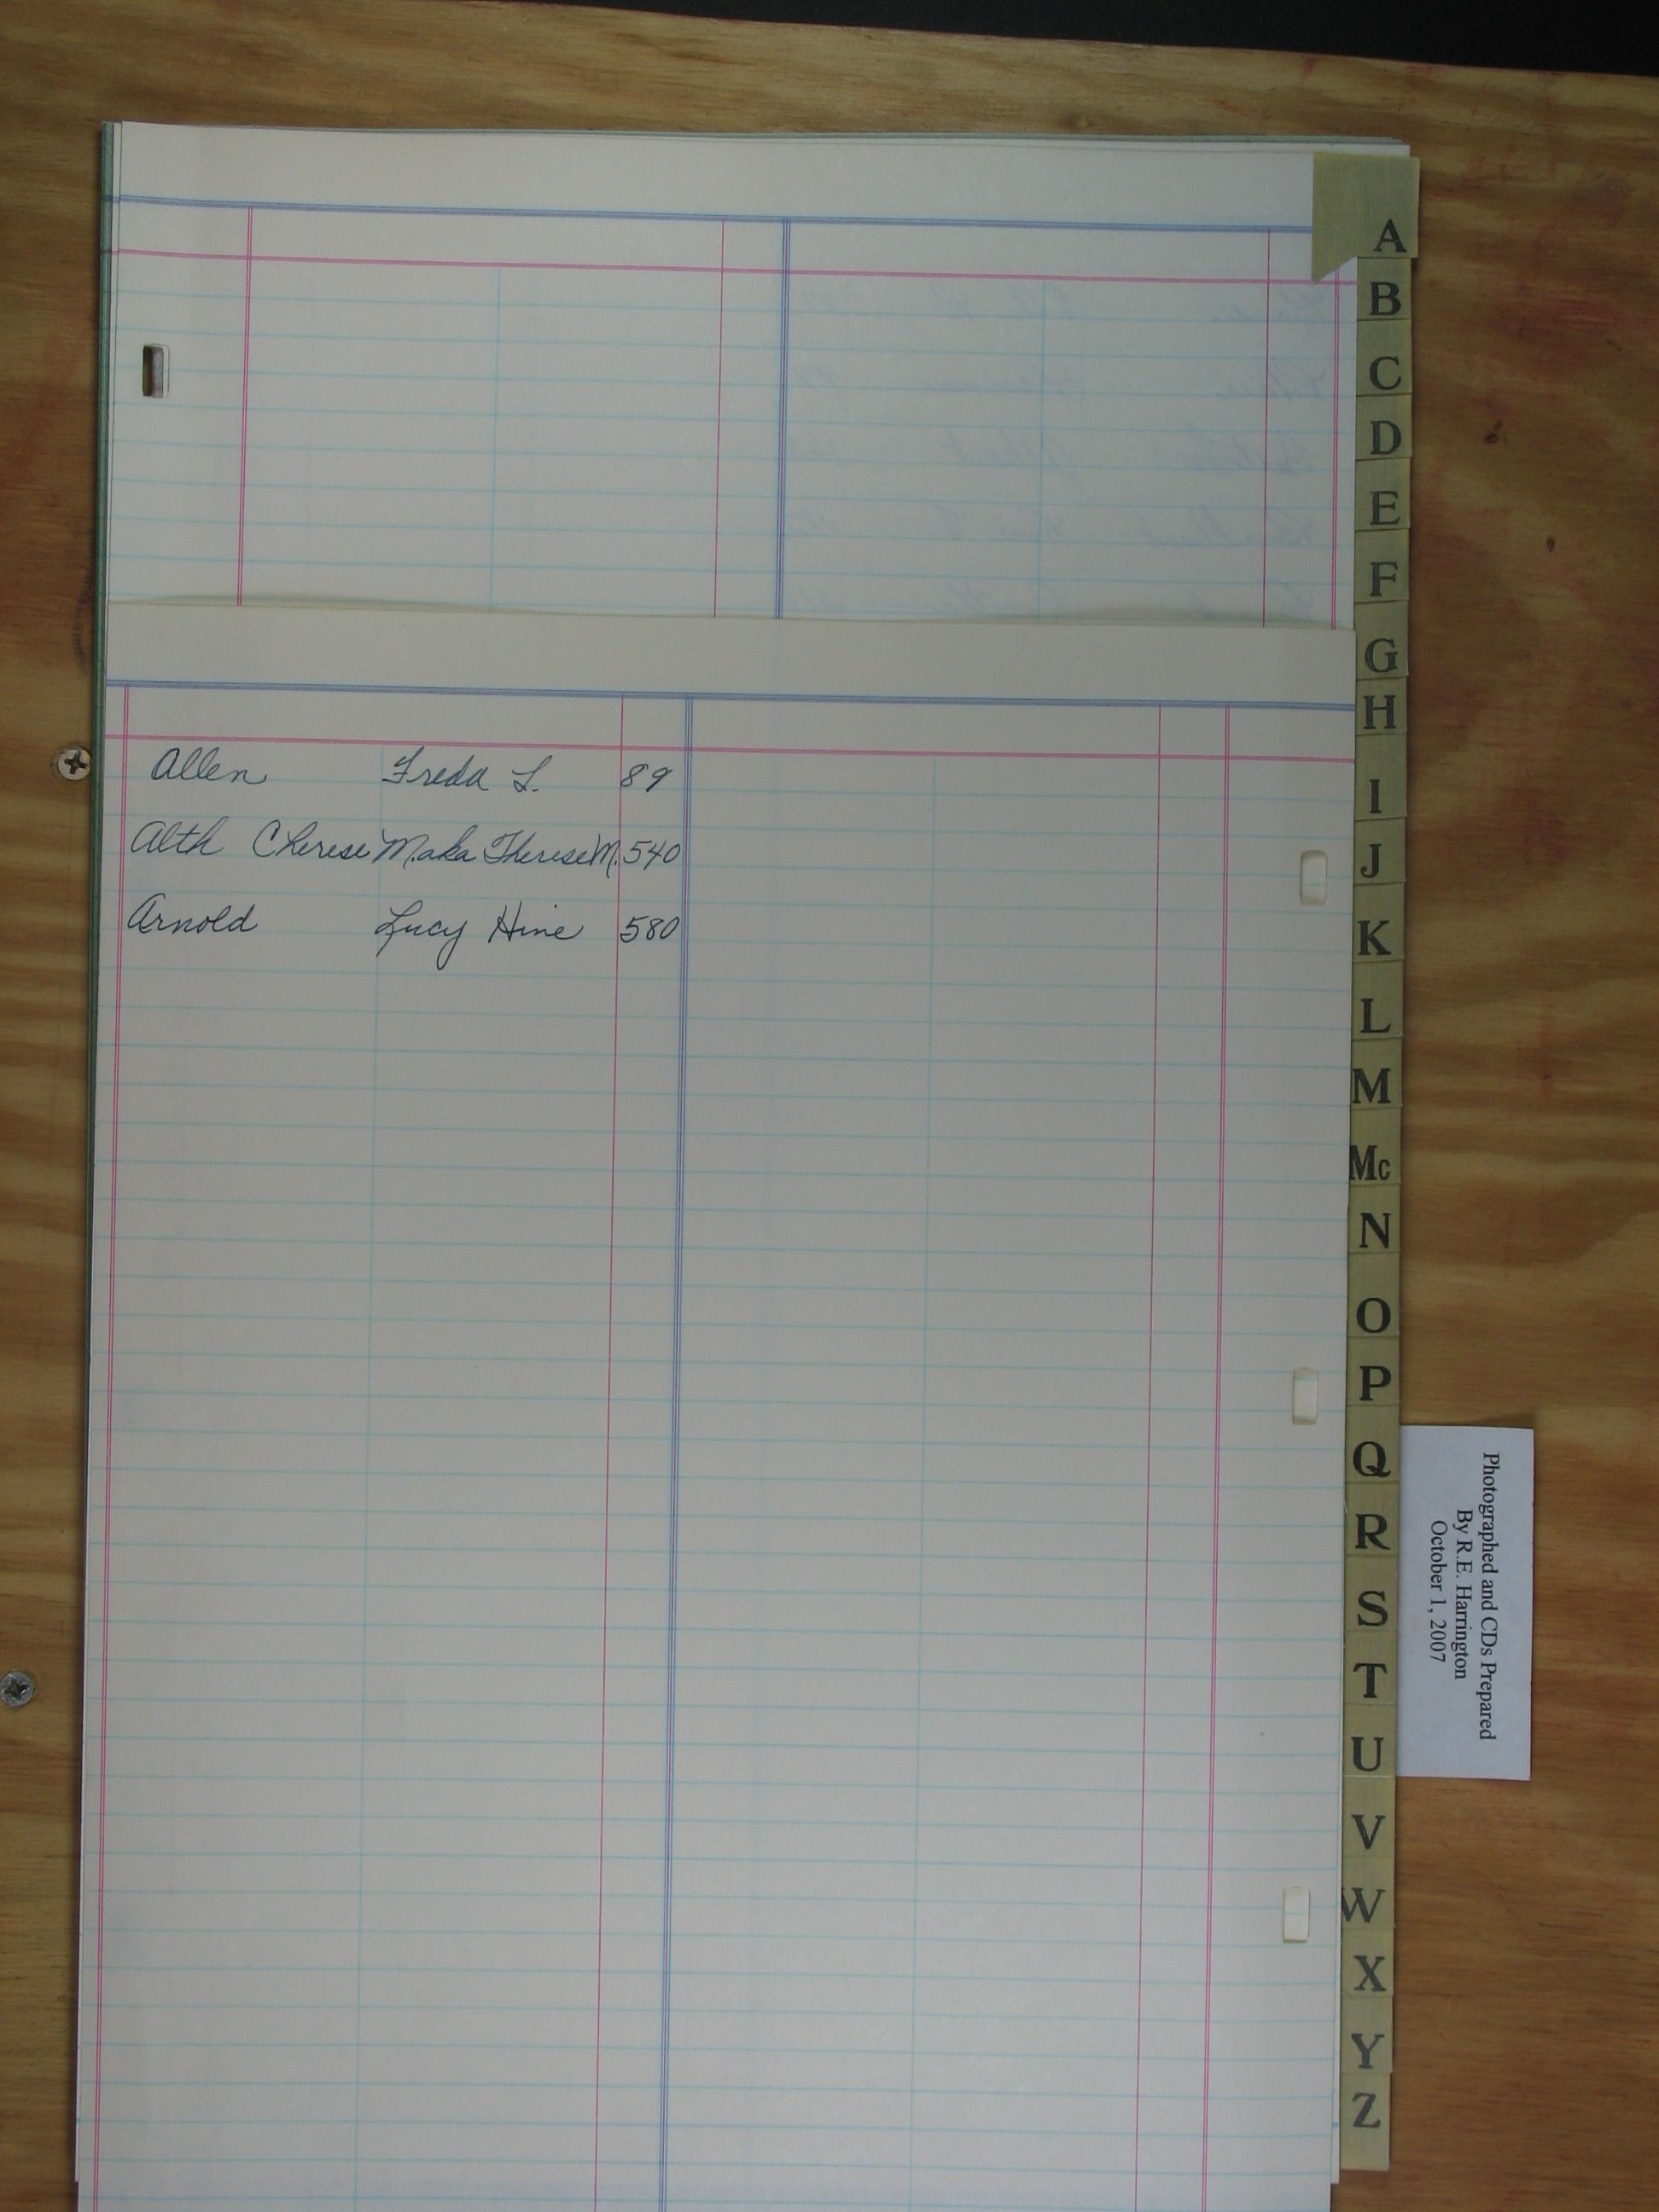 Allen Freda L. 89
Alth Cherese M. aka Therese M. 540
Arnold Lucy Hine 580
A
B
C
D
E
F
G
H
I
J
K
L
M
Mc
N
O
P
Q
R
S
T
U
V
W
X
Y
Z
Photographed and CDs Prepared
By R.E. Harrington
October 1, 2007